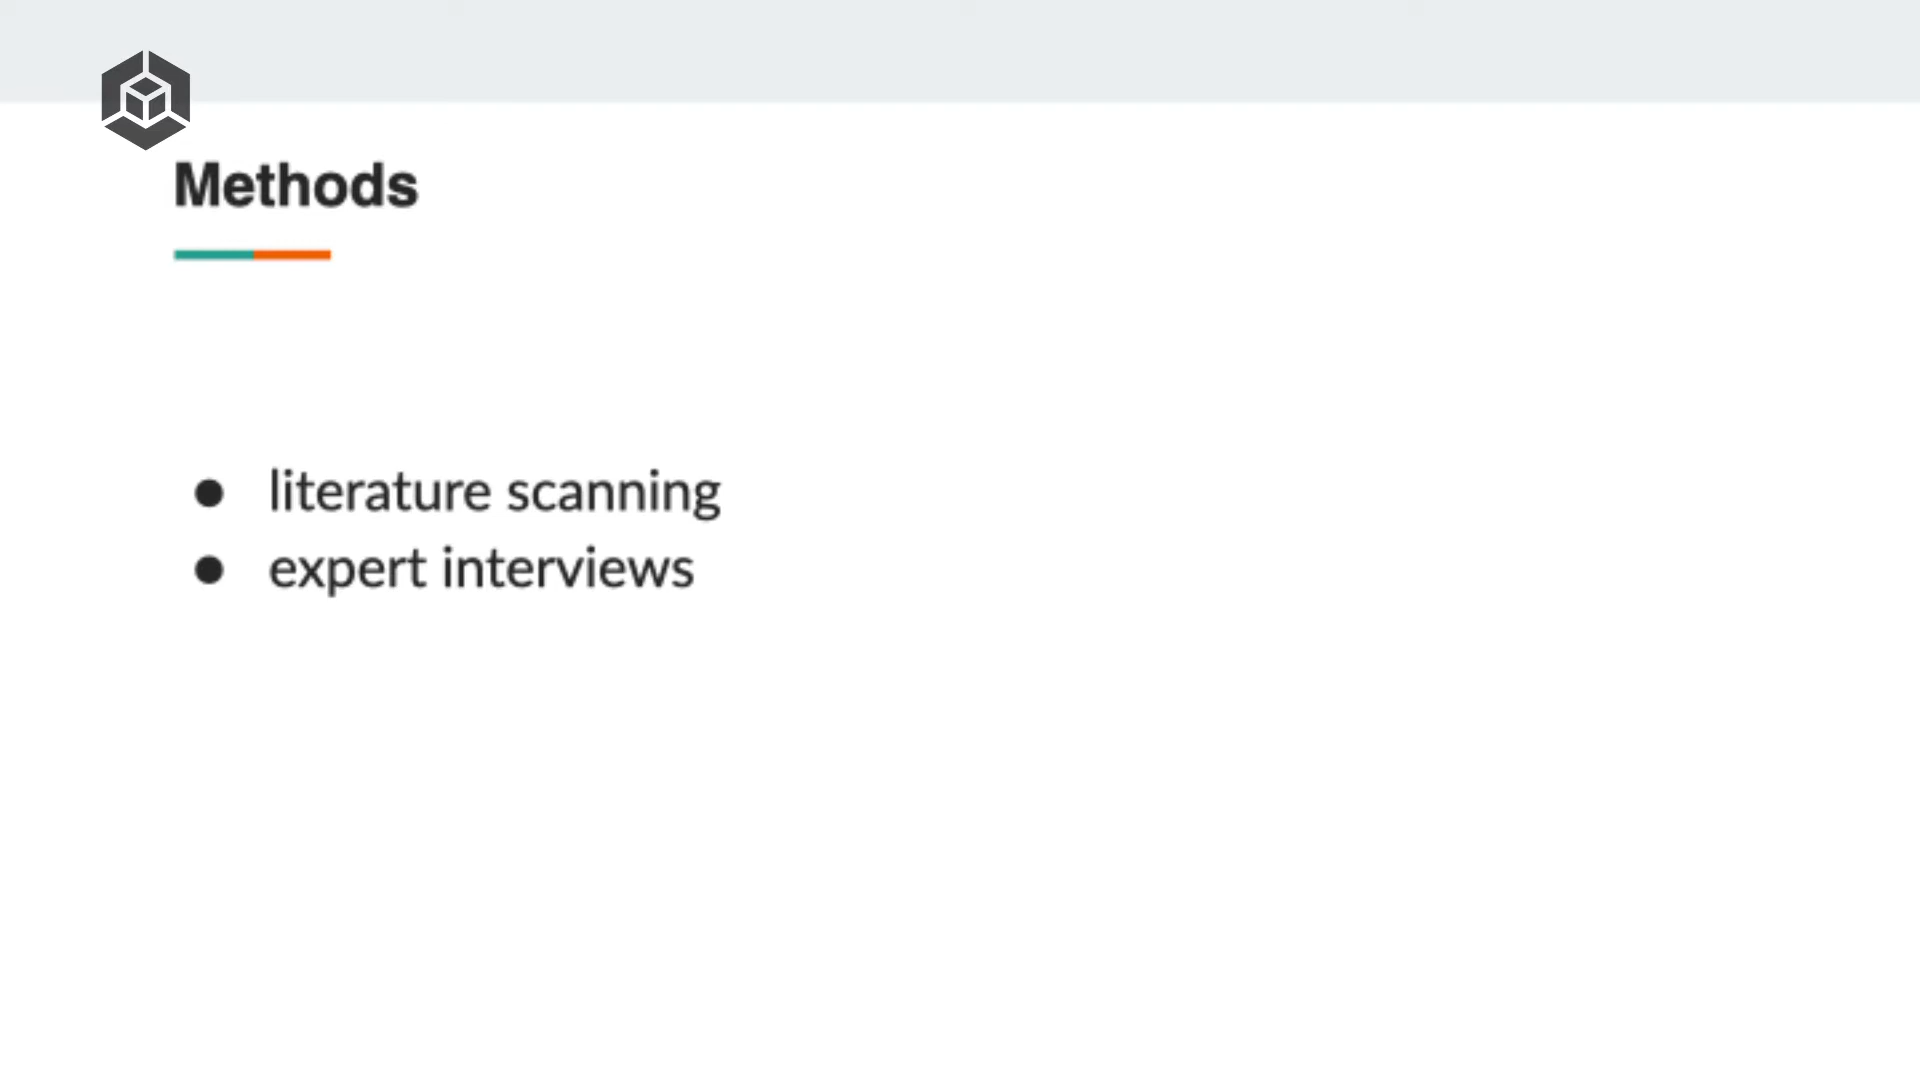 Methods
● literature scanning
● expert interviews